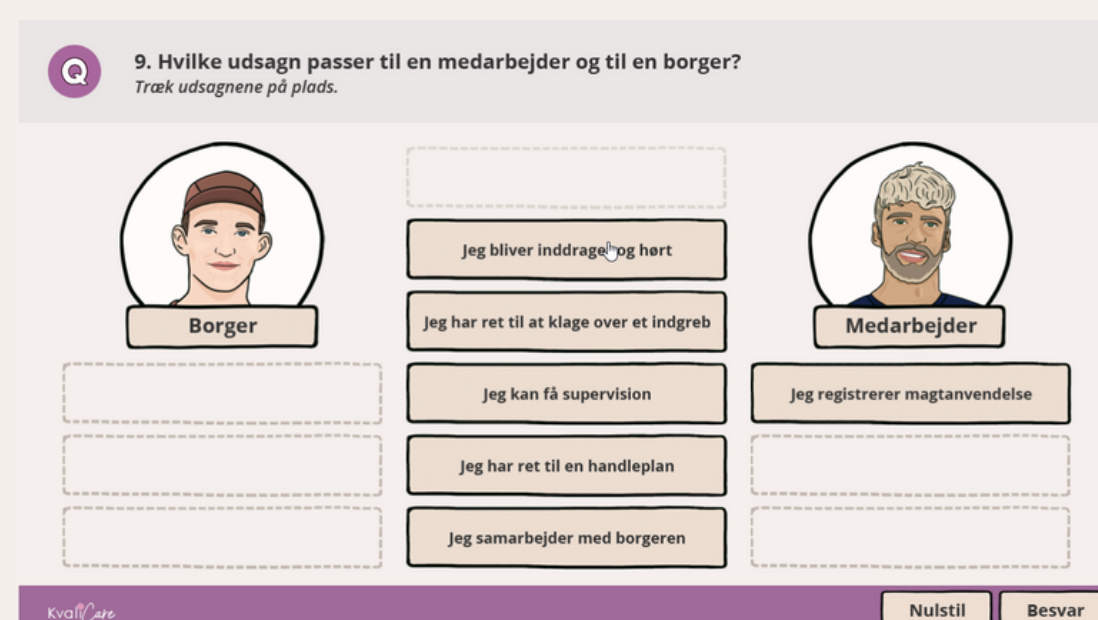 Q
9. Hvilke udsagn passer til en medarbejder og til en borger?
Træk udsagnene på plads.
Jeg bliver inddraget og hørt
Jeg har ret til at klage over et indgreb
Borger
Medarbejder
Jeg kan få supervision
Jeg registrerer magtanvendelse
Jeg har ret til en handleplan
Jeg samarbejder med borgeren
KvaliCare
Nulstil
Besvar